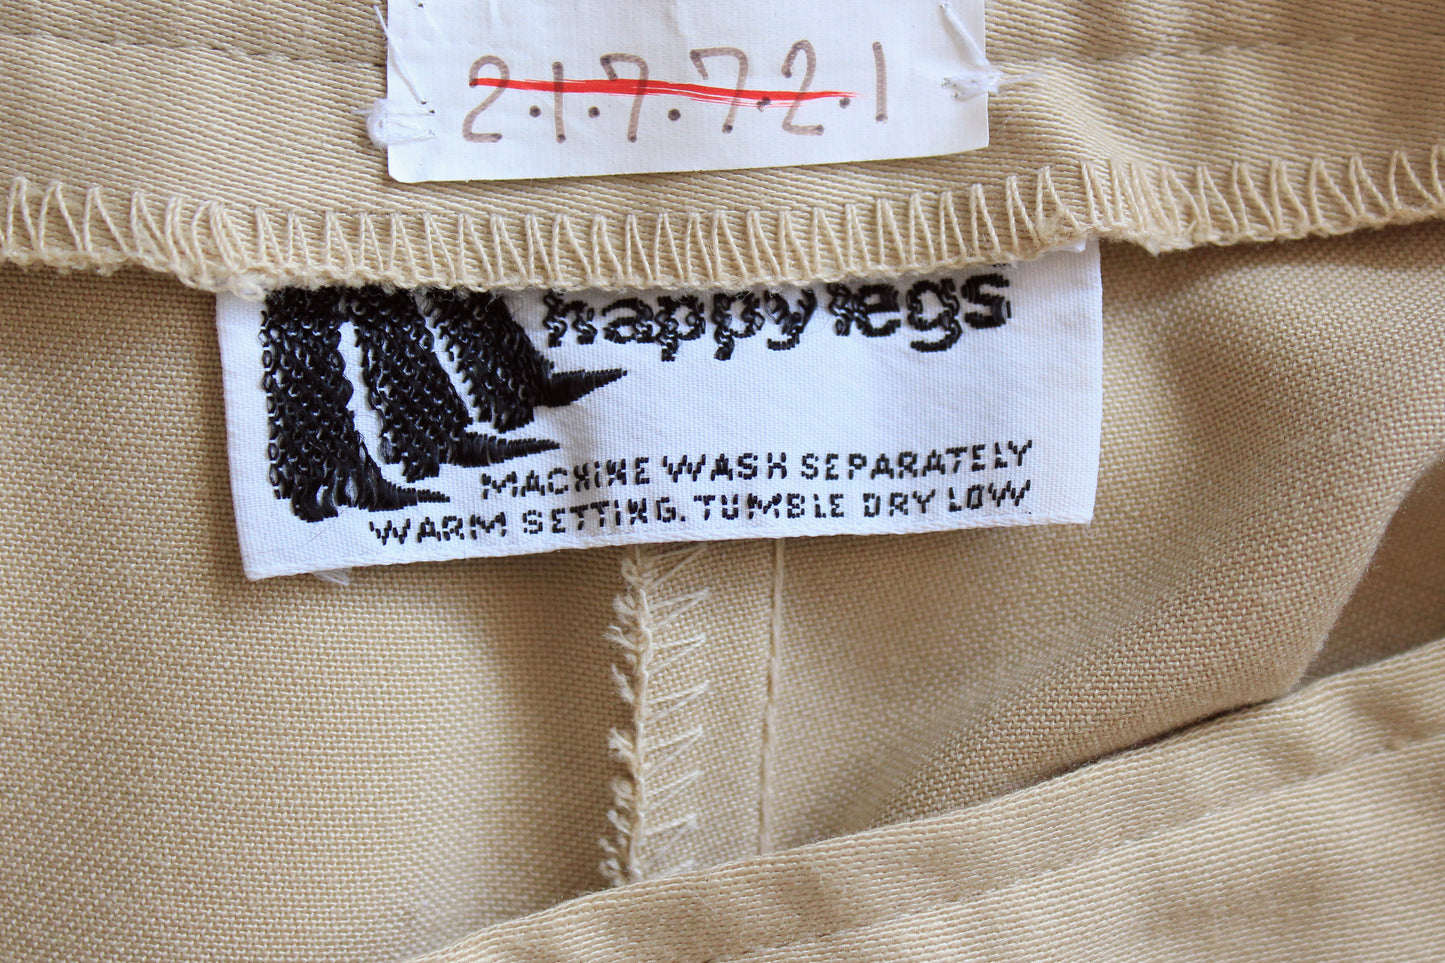 2.1.7.7.2.1
happy legs
MACHINE WASH SEPARATELY
WARM SETTING. TUMBLE DRY LOW